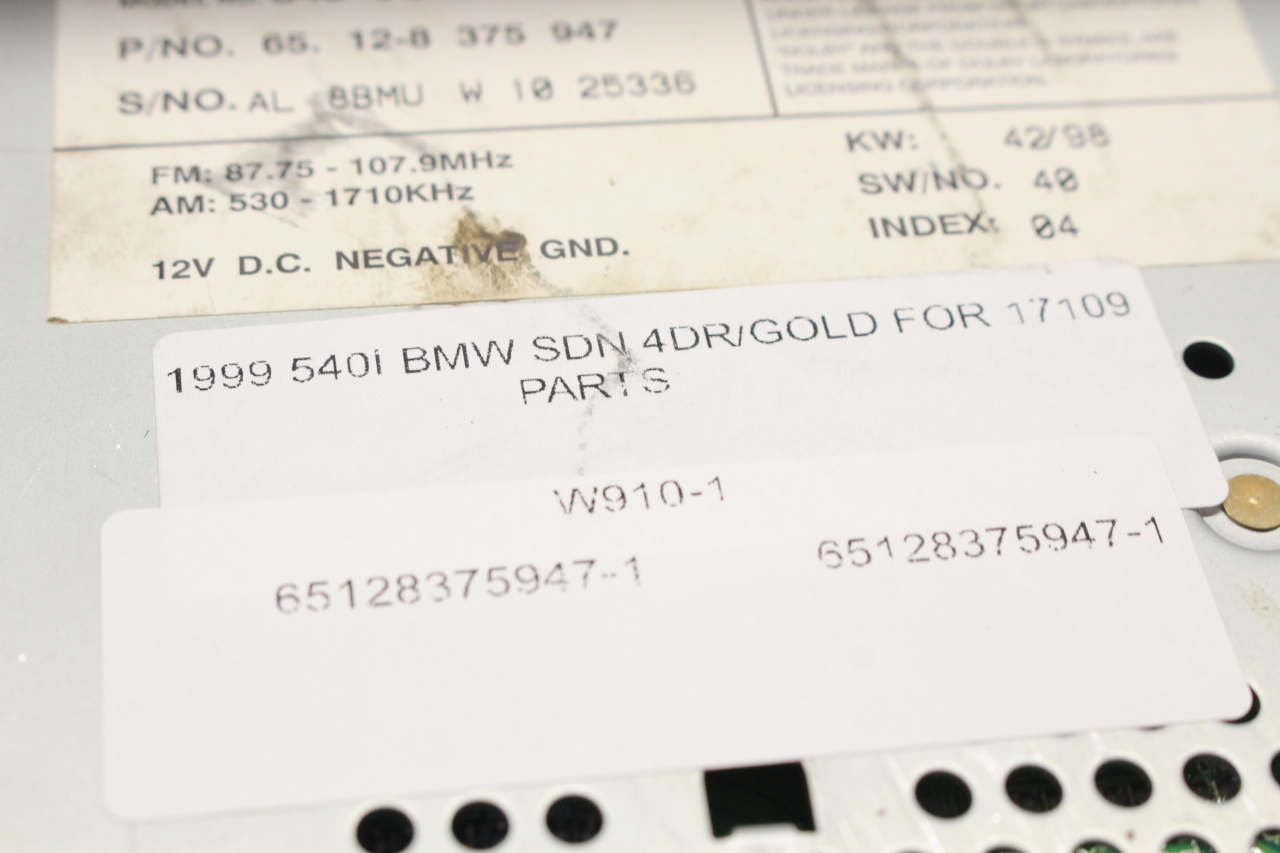 P/NO. 65. 12-8 375 947
S/NO. AL 8BMU W 10 25336
LICENSING CORPORATION.
FM: 87.75 - 107.9MHz
AM: 530 - 1710KHz
12V D.C. NEGATIVE GND.
KW: 42/98
SW/NO. 40
INDEX: 04
1999 540I BMW SDN 4DR/GOLD FOR 17109
PARTS
W910-1
65128375947-1 65128375947-1